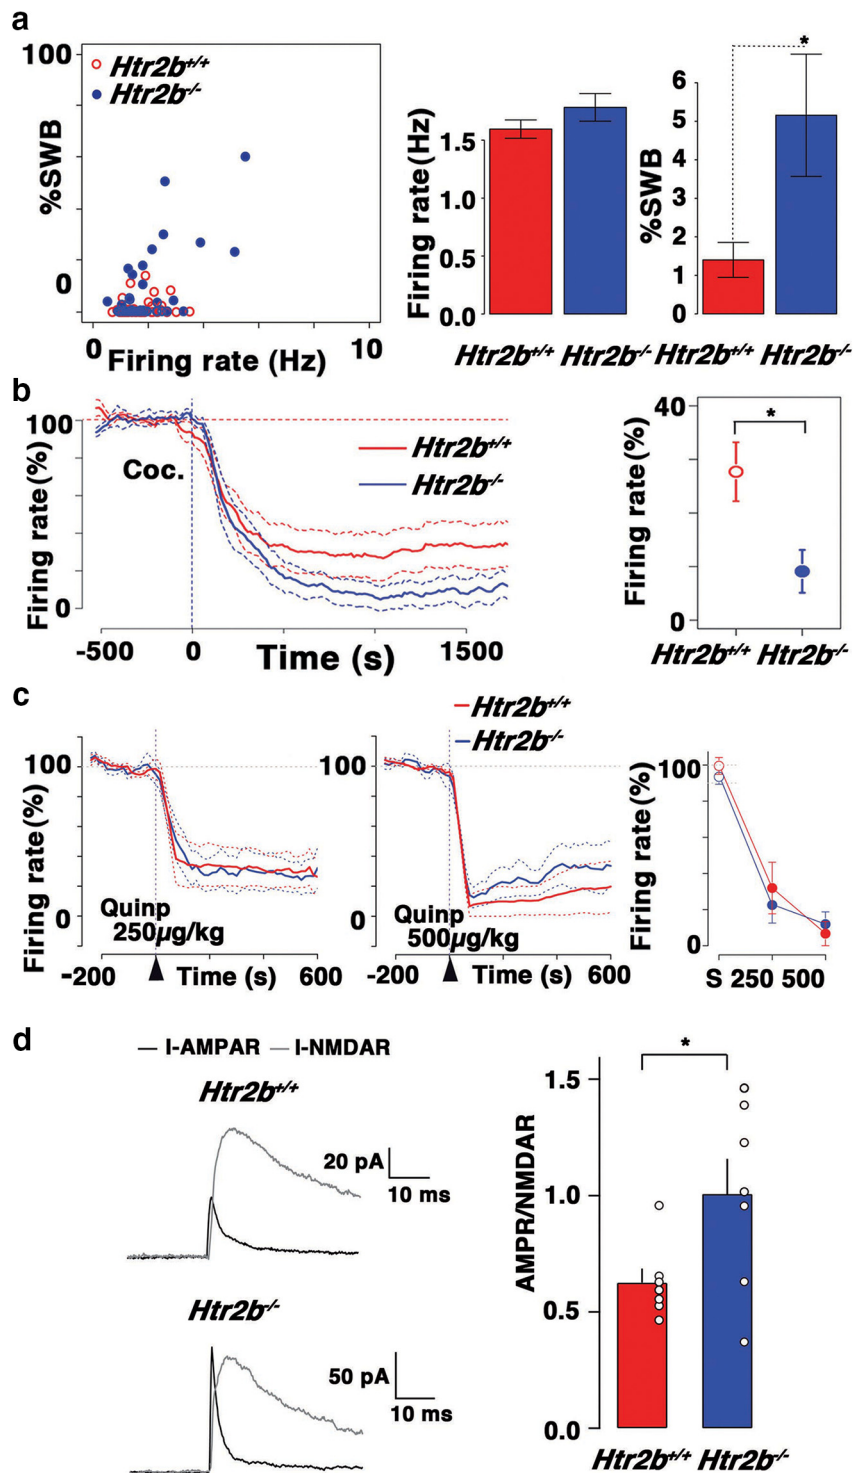 a
100
%SWB
0
Htr2b+/+
Htr2b-/-
0
Firing rate (Hz)
10
Firing rate(Hz)
1.5
1.0
0.5
0.0
Htr2b+/+
Htr2b-/-
%SWB
6
5
4
3
2
1
0
*
Htr2b+/+
Htr2b-/-
b
Firing rate(%)
100
0
Coc.
Htr2b+/+
Htr2b-/-
-500
0
Time (s)
1500
Firing rate(%)
40
0
*
Htr2b+/+
Htr2b-/-
c
Htr2b+/+
Htr2b-/-
Firing rate(%)
100
0
Quinp
250µg/kg
-200
Time (s)
600
100
0
Quinp
500µg/kg
-200
Time (s)
600
Firing rate(%)
100
0
S 250 500
d
I-AMPAR
I-NMDAR
Htr2b+/+
20 pA
10 ms
Htr2b-/-
50 pA
10 ms
AMPR/NMDAR
1.5
1.0
0.5
0.0
*
Htr2b+/+
Htr2b-/-